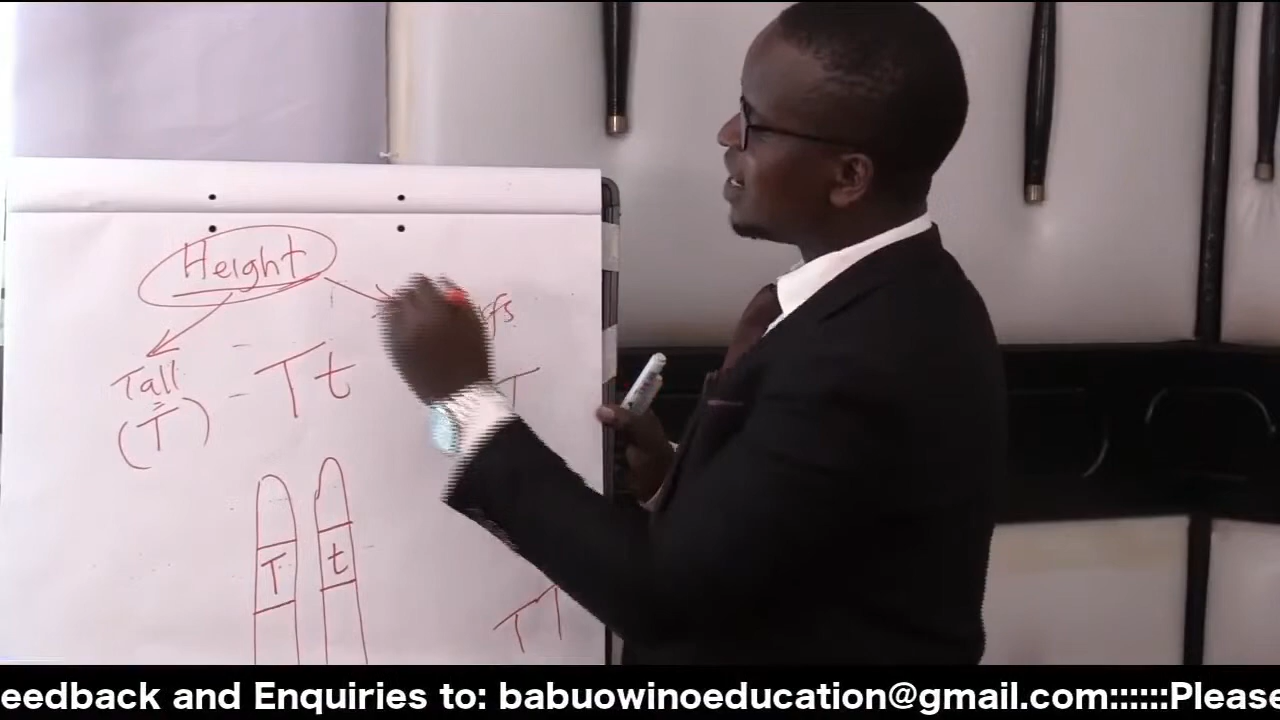 Height
Tall
(T) - Tt
T
T t
TT
eedback and Enquiries to: babuowinoeducation@gmail.com::::::Please